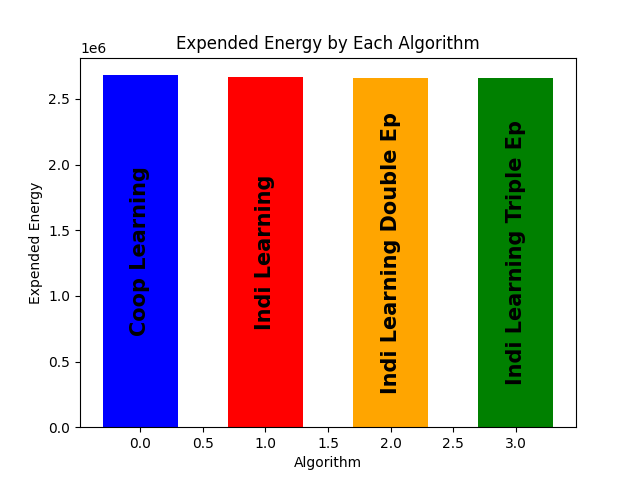 Expended Energy by Each Algorithm
1e6
Expended Energy
2.5
2.0
1.5
1.0
0.5
0.0
Coop Learning
Indi Learning
Indi Learning Double Ep
Indi Learning Triple Ep
0.0 0.5 1.0 1.5 2.0 2.5 3.0
Algorithm